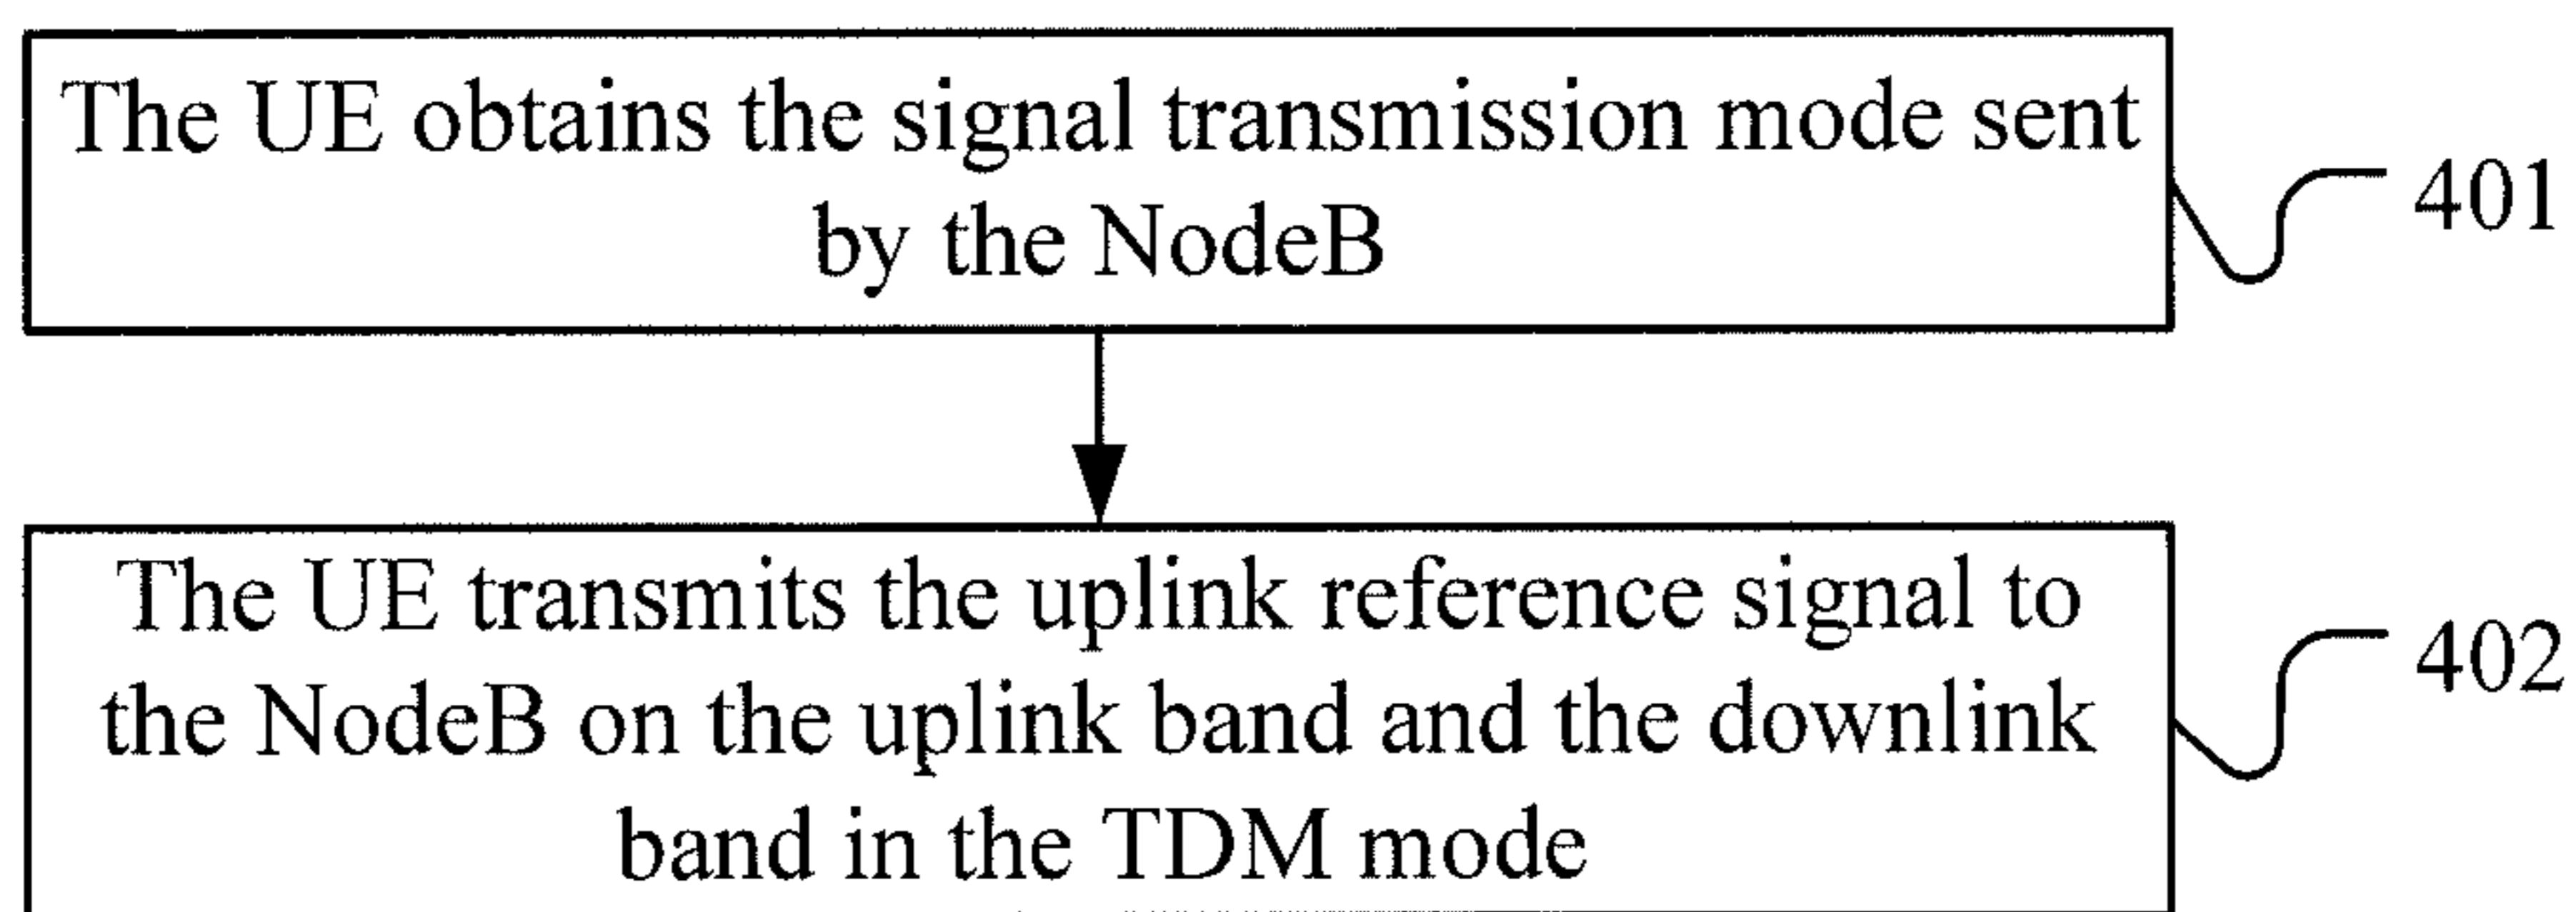 The UE obtains the signal transmission mode sent
by the NodeB
401
The UE transmits the uplink reference signal to
the NodeB on the uplink band and the downlink
band in the TDM mode
402